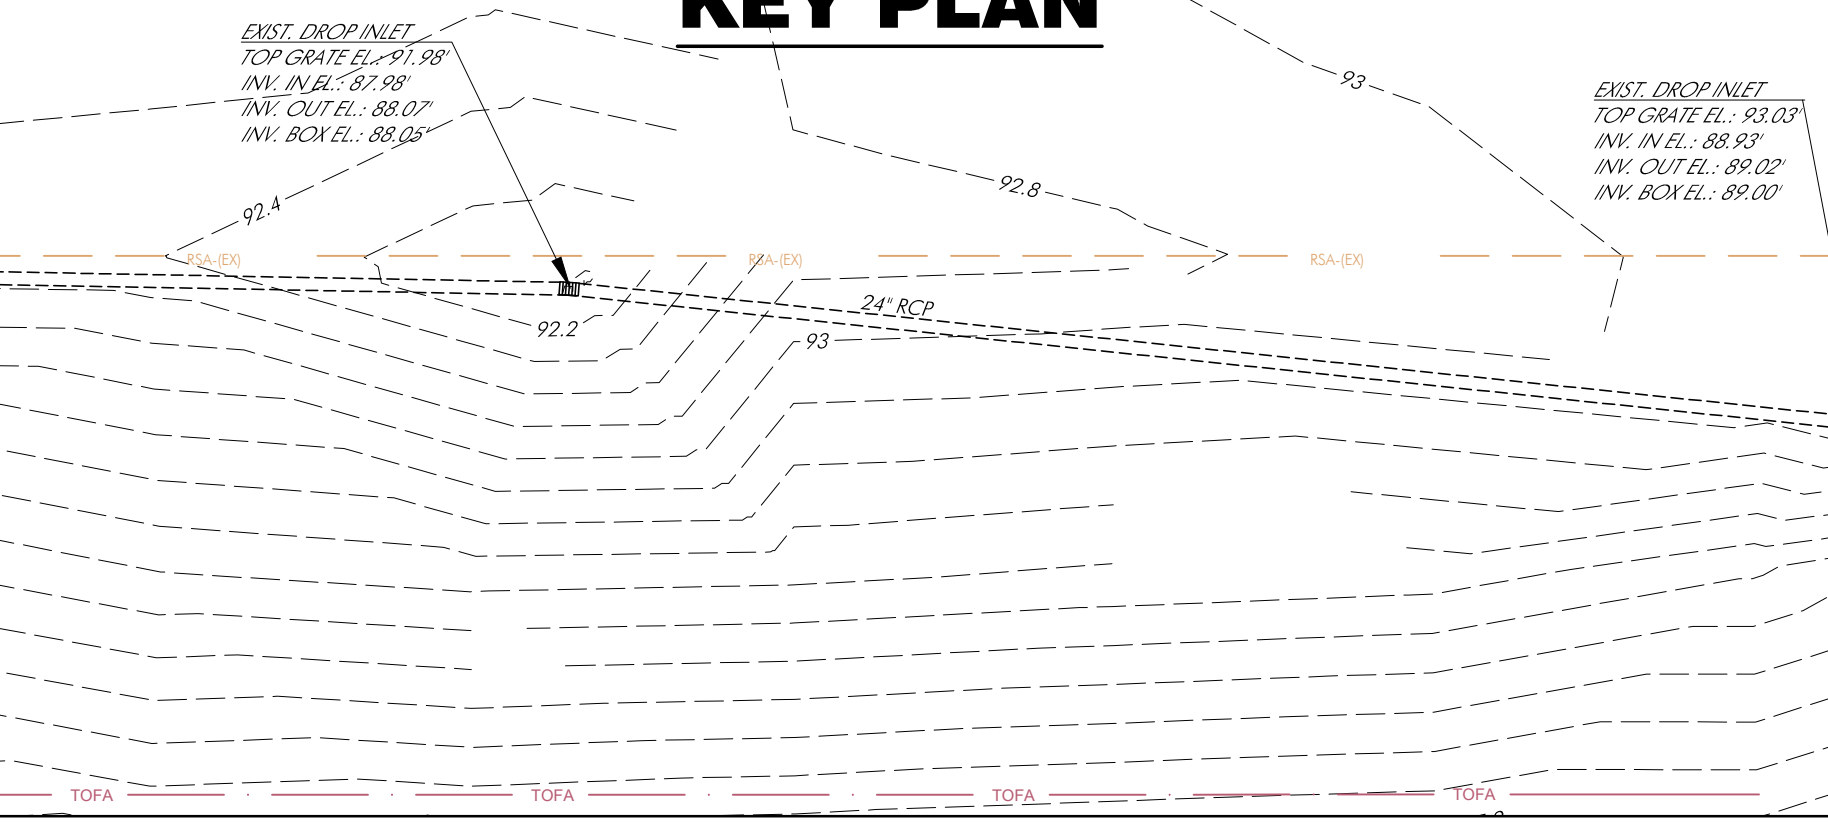 KEY PLAN
EXIST. DROP INLET
TOP GRATE EL.: 91.98'
INV. IN EL.: 87.98'
INV. OUT EL.: 88.07'
INV. BOX EL.: 88.05'
93
EXIST. DROP INLET
TOP GRATE EL.: 93.03'
INV. IN EL.: 88.93'
INV. OUT EL.: 89.02'
INV. BOX EL.: 89.00'
92.8
92.4
RSA-(EX)
RSA-(EX)
RSA-(EX)
24" RCP
92.2
93
TOFA
TOFA
TOFA
TOFA